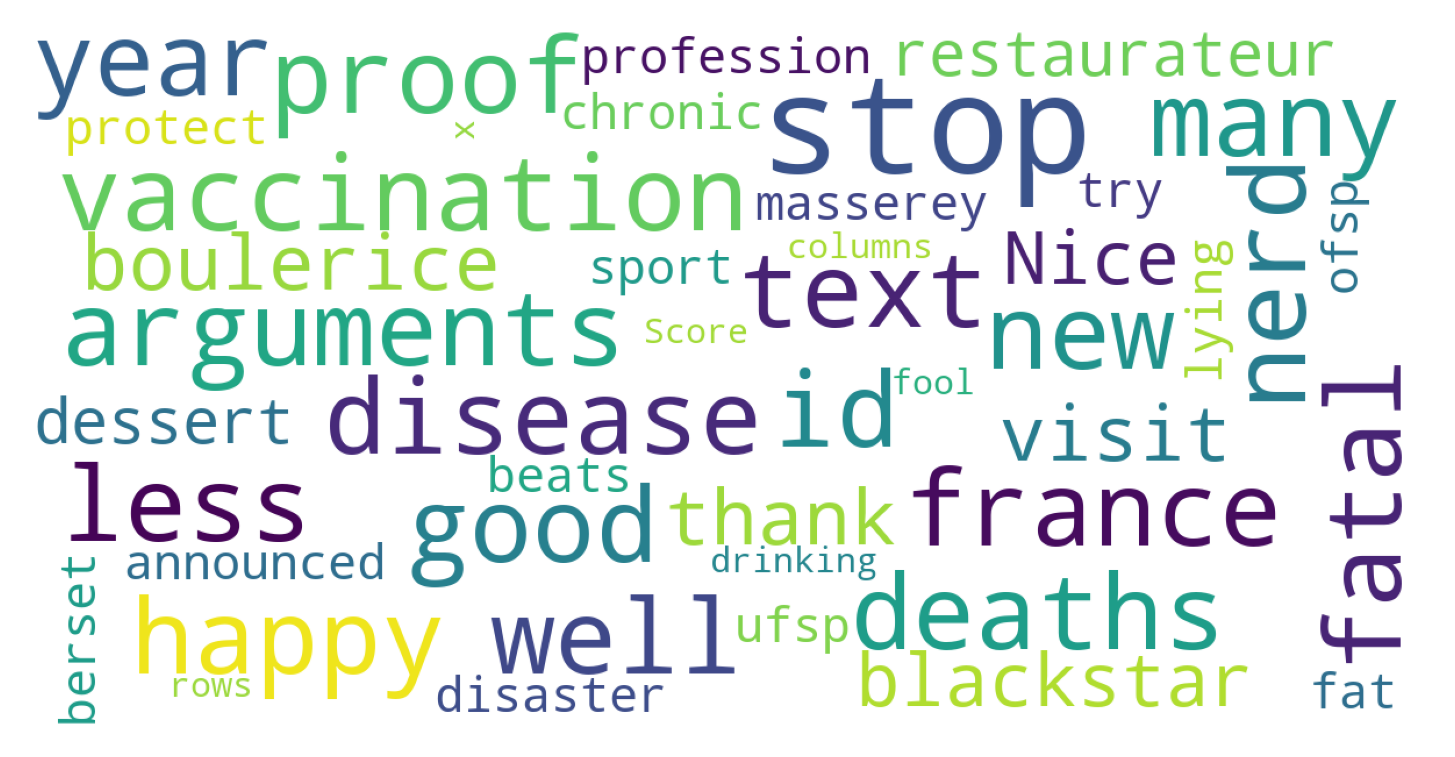 year proof profession restaurateur
protect x chronic stop many
vaccination masserey try nerd ofsp
boulerice sport columns Nice lying
arguments Score text new
dessert disease id fool visit fatal
less beats good thank france
berset announced drinking
happy well ufsp deaths
rows disaster blackstar fat